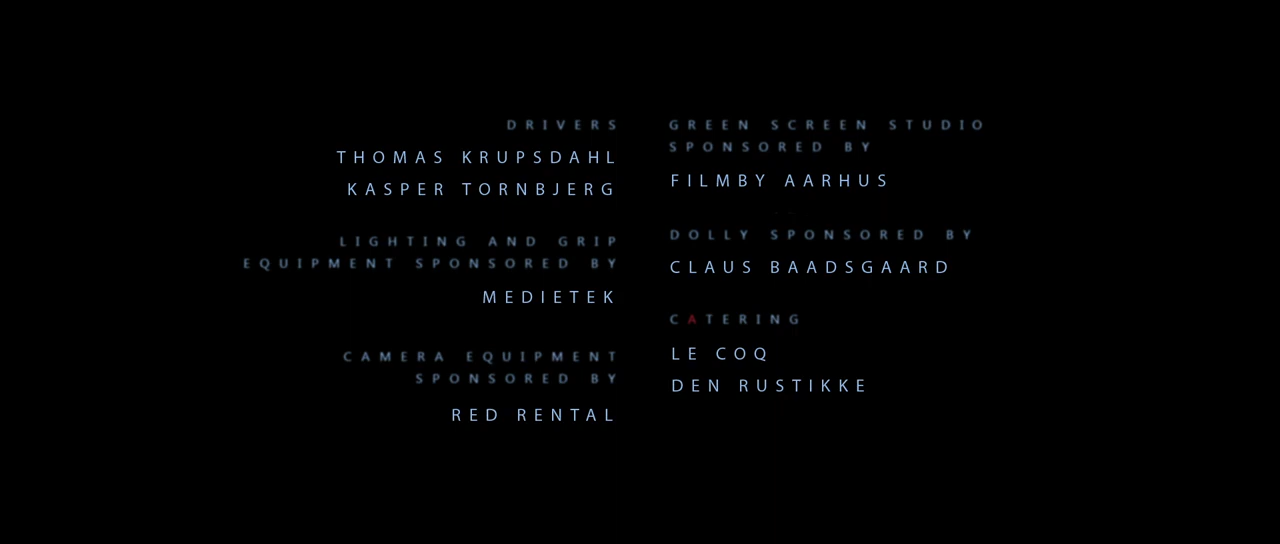 DRIVERS
THOMAS KRUPSDAHL
KASPER TORNBJERG
LIGHTING AND GRIP
EQUIPMENT SPONSORED BY
MEDIETEK
CAMERA EQUIPMENT
SPONSORED BY
RED RENTAL
GREEN SCREEN STUDIO
SPONSORED BY
FILMBY AARHUS
DOLLY SPONSORED BY
CLAUS BAADSGAARD
CATERING
LE COQ
DEN RUSTIKKE